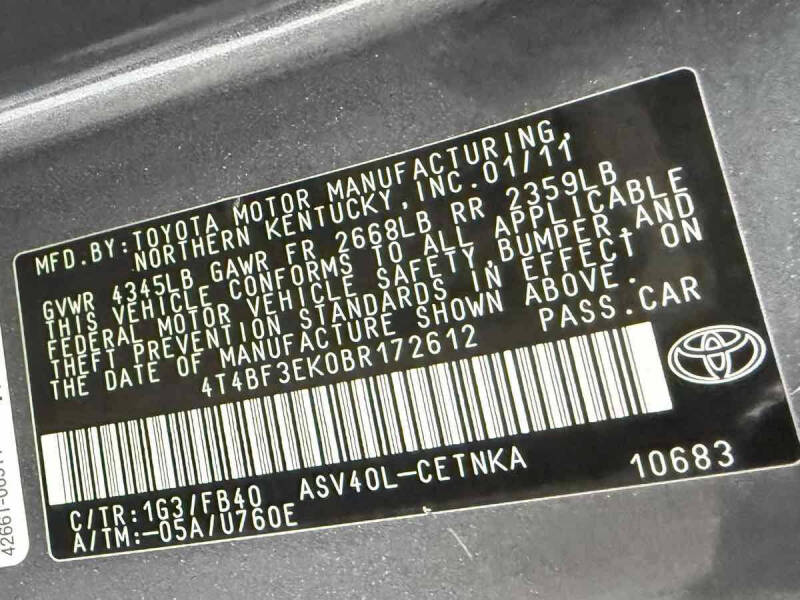 MFD. BY: TOYOTA MOTOR MANUFACTURING,
NORTHERN KENTUCKY, INC. 01/11
GVWR 4345LB GAWR FR 2668LB RR 2359LB
THIS VEHICLE CONFORMS TO ALL APPLICABLE
FEDERAL MOTOR VEHICLE SAFETY, BUMPER, AND
THEFT PREVENTION STANDARDS IN EFFECT ON
THE DATE OF MANUFACTURE SHOWN ABOVE.
4T4BF3EK0BR172612 PASS.CAR
C/TR:1G3/FB40 ASV40L-CETNKA 10683
A/TM:-05A/U760E